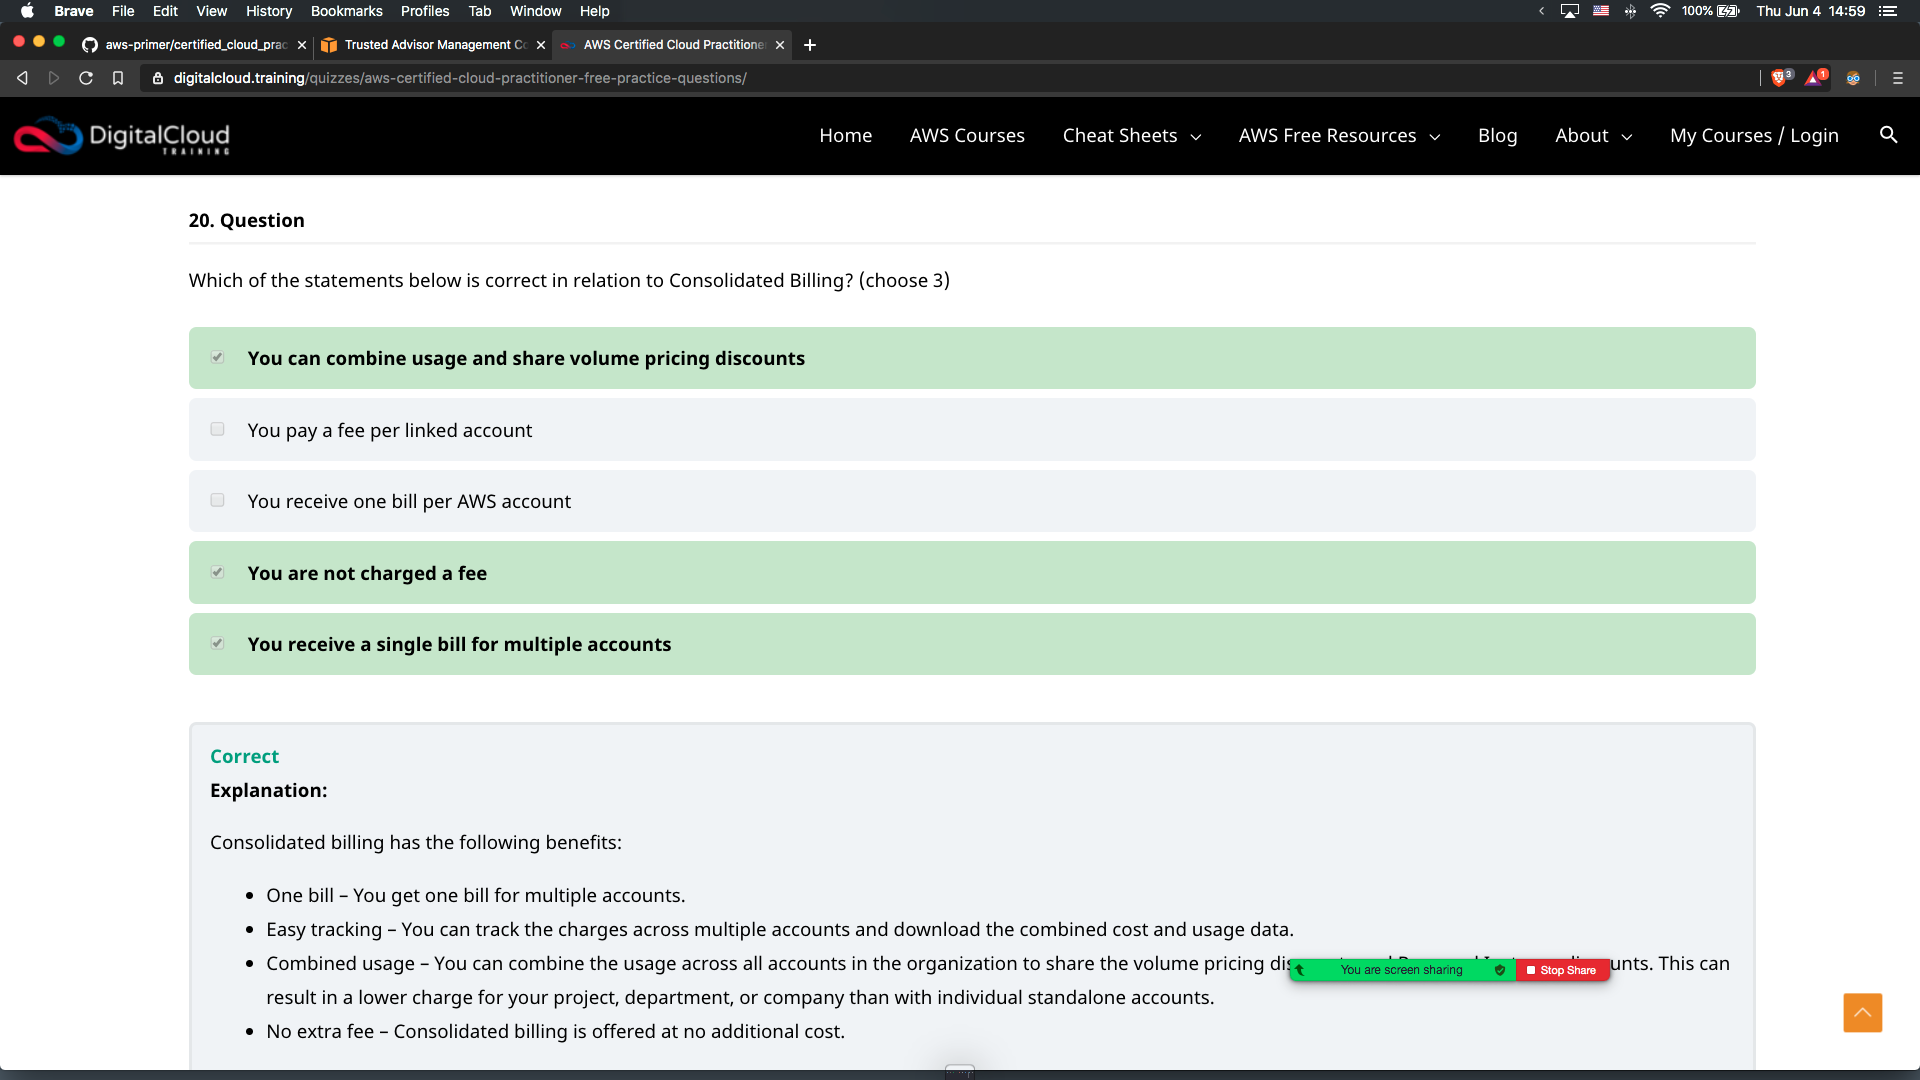 Brave File Edit View History Bookmarks Profiles Tab Window Help 100% Thu Jun 4 14:59
aws-primer/certified_cloud_prac Trusted Advisor Management Co AWS Certified Cloud Practitione
digitalcloud.training/quizzes/aws-certified-cloud-practitioner-free-practice-questions/ 3 1
DigitalCloud
TRAINING
Home AWS Courses Cheat Sheets AWS Free Resources Blog About My Courses / Login
20. Question
Which of the statements below is correct in relation to Consolidated Billing? (choose 3)
You can combine usage and share volume pricing discounts
You pay a fee per linked account
You receive one bill per AWS account
You are not charged a fee
You receive a single bill for multiple accounts
Correct
Explanation:
Consolidated billing has the following benefits:
• One bill – You get one bill for multiple accounts.
• Easy tracking – You can track the charges across multiple accounts and download the combined cost and usage data.
• Combined usage – You can combine the usage across all accounts in the organization to share the volume pricing unts. This can
You are screen sharing Stop Share
result in a lower charge for your project, department, or company than with individual standalone accounts.
• No extra fee – Consolidated billing is offered at no additional cost.